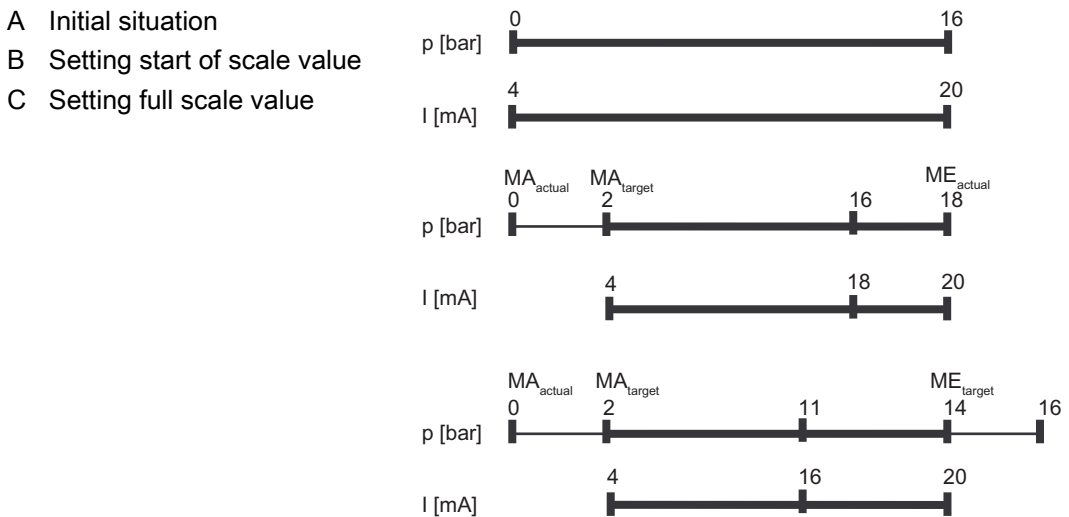 A Initial situation
B Setting start of scale value
C Setting full scale value
0 16
p [bar]
4 20
I [mA]
MAactual MAtarget MEactual
0 2 16 18
p [bar]
4 18 20
I [mA]
MAactual MAtarget MEtarget
0 2 11 14 16
p [bar]
4 16 20
I [mA]